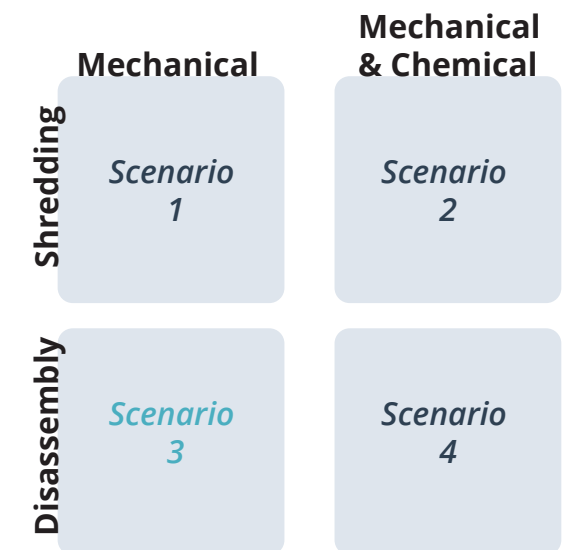 Mechanical
Mechanical
& Chemical
Shredding
Scenario
1
Scenario
2
Disassembly
Scenario
3
Scenario
4